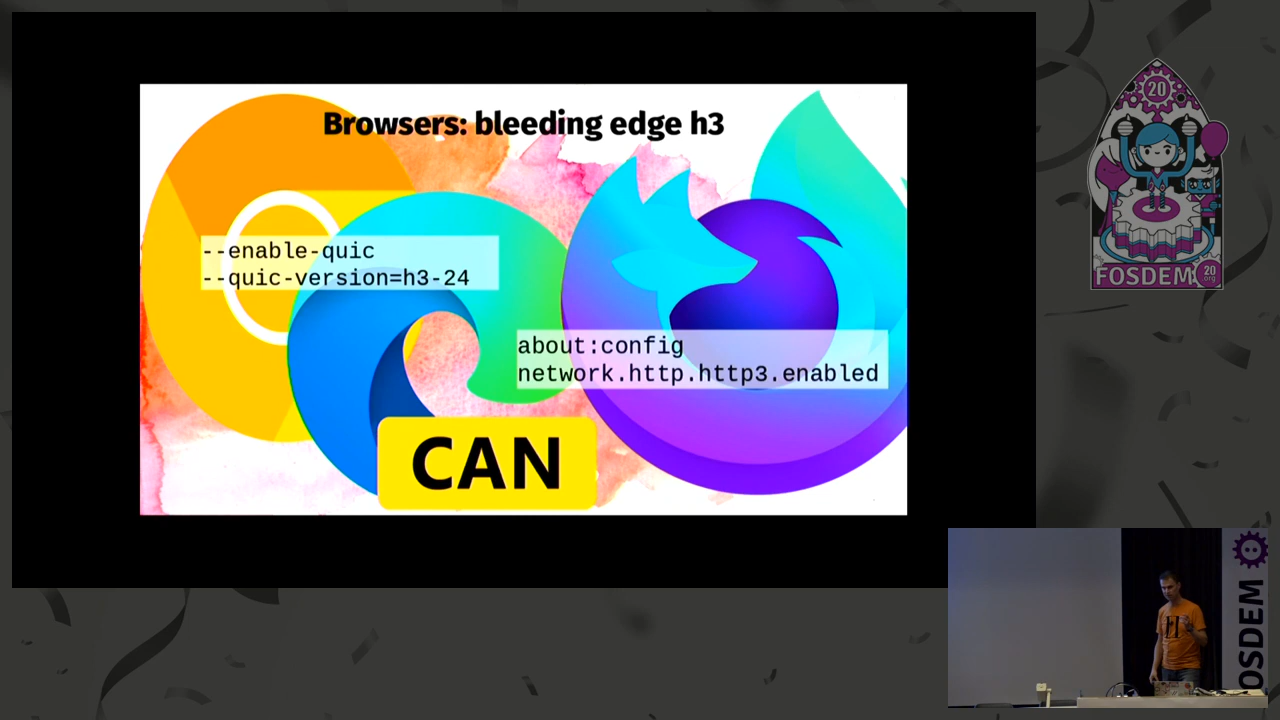 Browsers: bleeding edge h3
--enable-quic
--quic-version=h3-24
about:config
network.http.http3.enabled
CAN
20
FOSDEM
20
org
FOSDEM